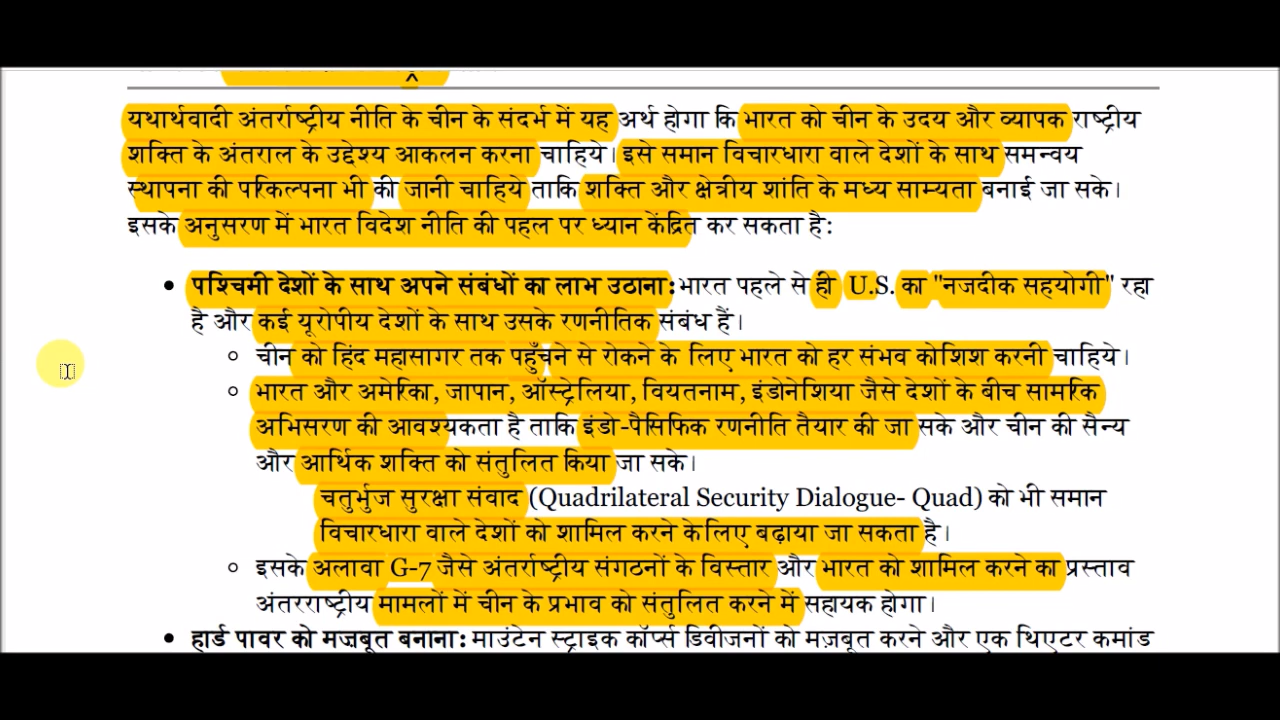 यथार्थवादी अंतर्राष्ट्रीय नीति के चीन के संदर्भ में यह अर्थ होगा कि भारत को चीन के उदय और व्यापक राष्ट्रीय
शक्ति के अंतराल के उद्देश्य आकलन करना चाहिये। इसे समान विचारधारा वाले देशों के साथ समन्वय
स्थापना की परिकल्पना भी की जानी चाहिये ताकि शक्ति और क्षेत्रीय शांति के मध्य साम्यता बनाई जा सके।
इसके अनुसरण में भारत विदेश नीति की पहल पर ध्यान केंद्रित कर सकता है:
• पश्चिमी देशों के साथ अपने संबंधों का लाभ उठाना: भारत पहले से ही U.S. का "नजदीक सहयोगी" रहा
है और कई यूरोपीय देशों के साथ उसके रणनीतिक संबंध हैं।
○ चीन को हिंद महासागर तक पहुँचने से रोकने के लिए भारत को हर संभव कोशिश करनी चाहिये।
○ भारत और अमेरिका, जापान, ऑस्ट्रेलिया, वियतनाम, इंडोनेशिया जैसे देशों के बीच सामरिक
अभिसरण की आवश्यकता है ताकि इंडो-पैसिफिक रणनीति तैयार की जा सके और चीन की सैन्य
और आर्थिक शक्ति को संतुलित किया जा सके।
चतुर्भुज सुरक्षा संवाद (Quadrilateral Security Dialogue- Quad) को भी समान
विचारधारा वाले देशों को शामिल करने के लिए बढ़ाया जा सकता है।
○ इसके अलावा G-7 जैसे अंतर्राष्ट्रीय संगठनों के विस्तार और भारत को शामिल करने का प्रस्ताव
अंतरराष्ट्रीय मामलों में चीन के प्रभाव को संतुलित करने में सहायक होगा।
• हार्ड पावर को मजबूत बनाना: माउंटेन स्ट्राइक कॉर्प्स डिवीजनों को मज़बूत करने और एक थिएटर कमांड